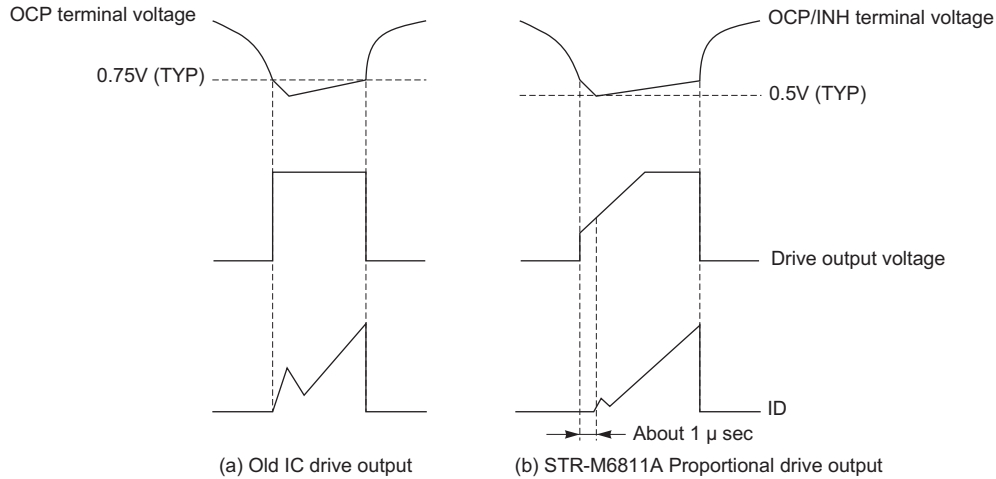 OCP terminal voltage
OCP/INH terminal voltage
0.75V (TYP)
0.5V (TYP)
Drive output voltage
ID
About 1 μ sec
(a) Old IC drive output
(b) STR-M6811A Proportional drive output